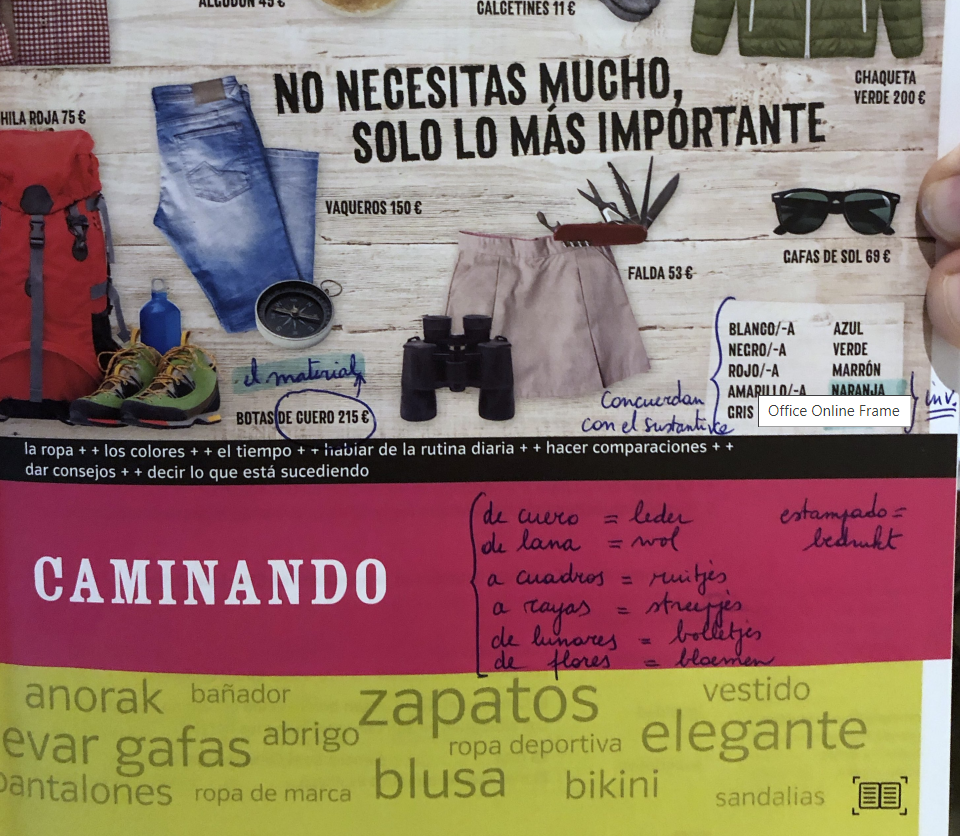 ALGODÓN 45 €
CALCETINES 11 €
CHAQUETA
VERDE 200 €
NO NECESITAS MUCHO,
SOLO LO MÁS IMPORTANTE
HILA ROJA 75 €
VAQUEROS 150 €
FALDA 53 €
GAFAS DE SOL 69 €
BLANCO/-A AZUL
NEGRO/-A VERDE
ROJO/-A MARRÓN
AMARILLO/-A NARANJA
GRIS
inv.
Office Online Frame
el material
BOTAS DE CUERO 215 €
Concuerdan
con el sustantivo
la ropa + + los colores + + el tiempo + + hablar de la rutina diaria + + hacer comparaciones + +
dar consejos + + decir lo que está sucediendo
CAMINANDO
de cuero = leder
de lana = wol
a cuadros = ruitjes
a rayas = streepjes
de lunares = bolletjes
de flores = bloemen
estampado =
bedrukt
anorak bañador zapatos vestido
evar gafas abrigo ropa deportiva elegante
pantalones ropa de marca blusa bikini sandalias